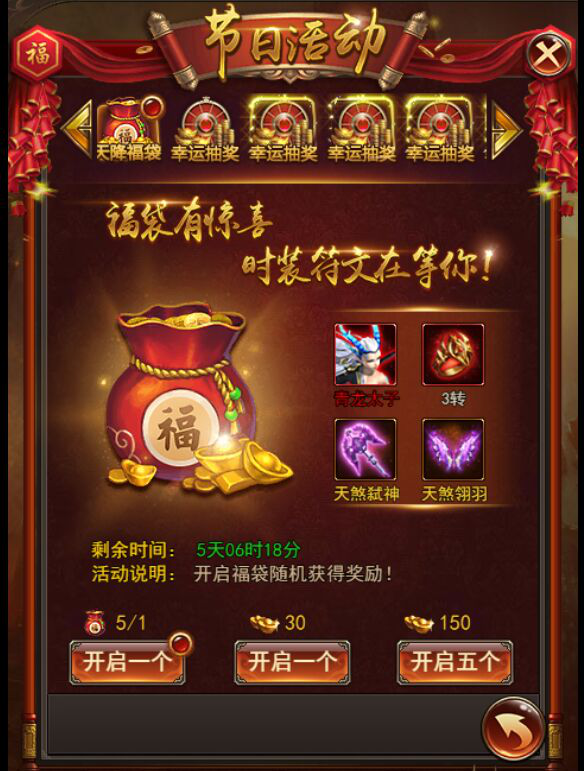 节日活动
福
天降福袋 幸运抽奖 幸运抽奖 幸运抽奖 幸运抽奖
福袋有惊喜
时装符文在等你!
福
青龙太子 3转
天煞弑神 天煞翎羽
剩余时间: 5天06时18分
活动说明: 开启福袋随机获得奖励!
5/1 30 150
开启一个 开启一个 开启五个